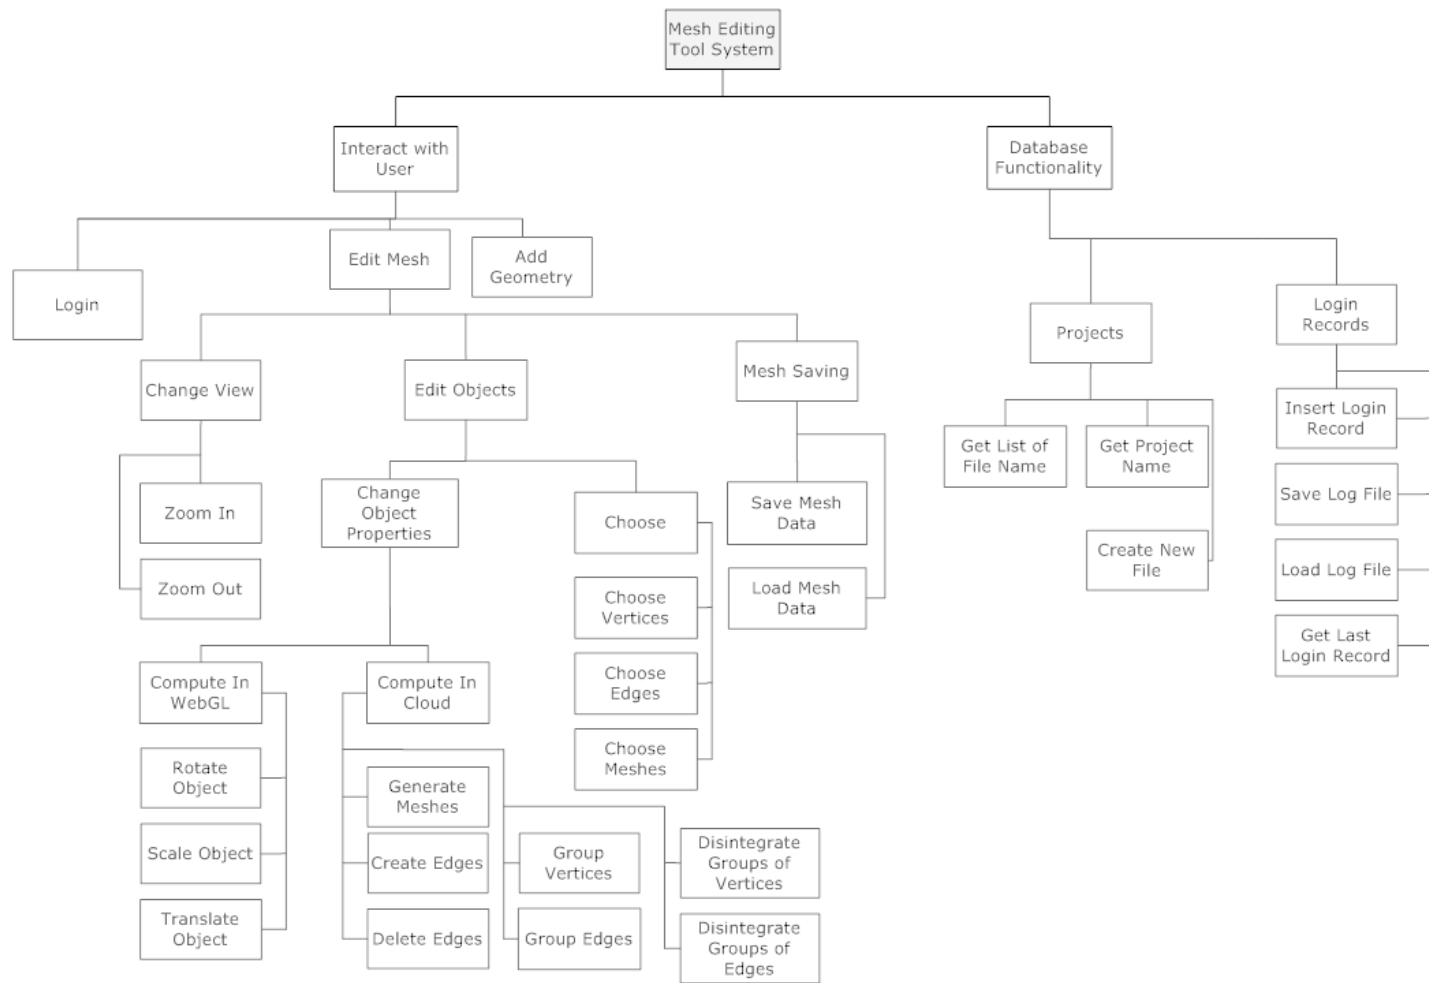 Mesh Editing
Tool System
Interact with
User
Database
Functionality
Login
Edit Mesh
Add
Geometry
Projects
Login
Records
Change View
Edit Objects
Mesh Saving
Get List of
File Name
Get Project
Name
Insert Login
Record
Zoom In
Change
Object
Properties
Choose
Save Mesh
Data
Create New
File
Save Log File
Zoom Out
Choose
Vertices
Load Mesh
Data
Load Log File
Get Last
Login Record
Compute In
WebGL
Compute In
Cloud
Choose
Edges
Choose
Meshes
Rotate
Object
Generate
Meshes
Scale Object
Create Edges
Group
Vertices
Disintegrate
Groups of
Vertices
Translate
Object
Delete Edges
Group Edges
Disintegrate
Groups of
Edges